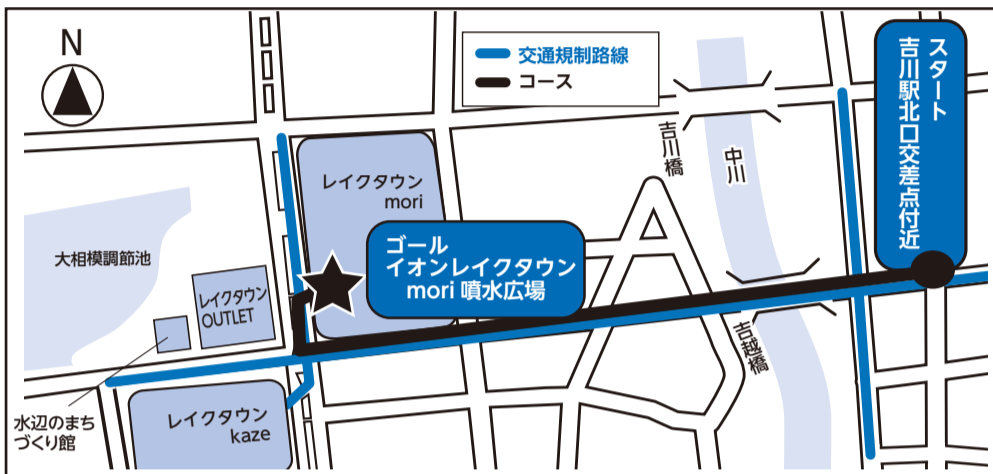 N
交通規制路線
コース
スタート
吉川駅北口交差点付近
吉川橋
中川
レイクタウン
mori
ゴール
イオンレイクタウン
mori 噴水広場
大相模調節池
レイクタウン
OUTLET
吉越橋
水辺のまち
づくり館
レイクタウン
kaze